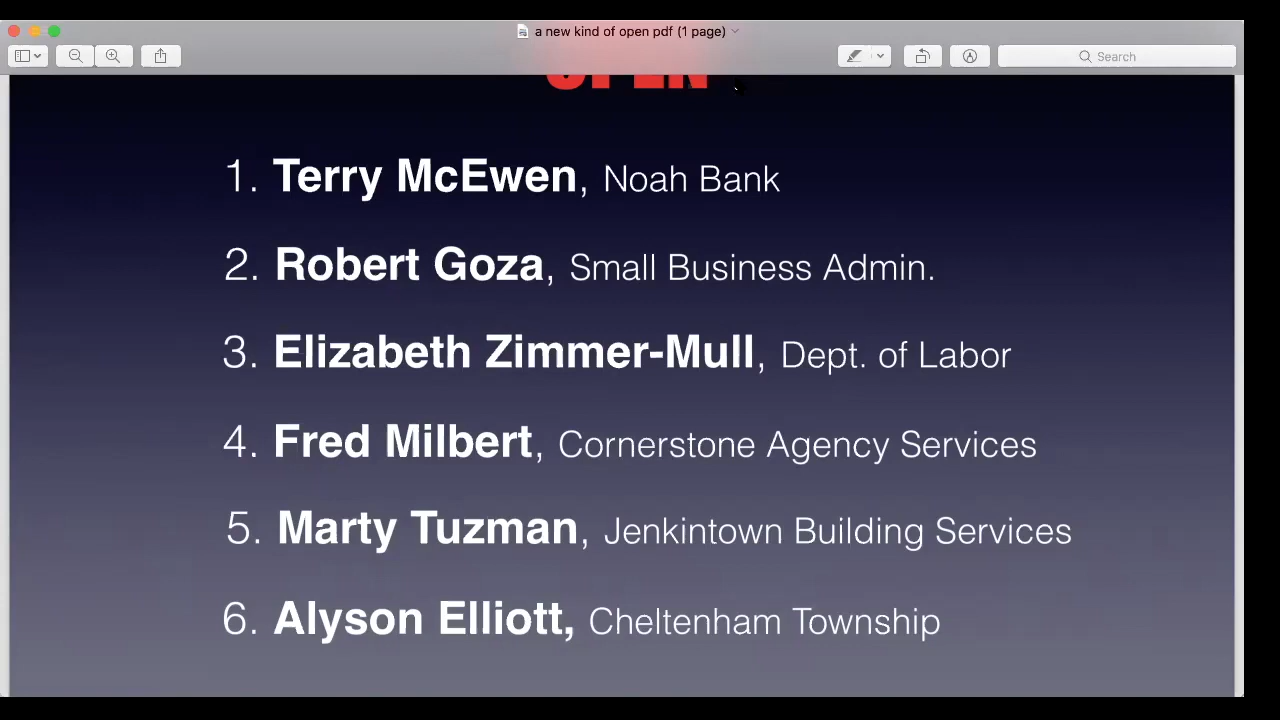 a new kind of open pdf (1 page)
Search
OPEN
1. Terry McEwen, Noah Bank
2. Robert Goza, Small Business Admin.
3. Elizabeth Zimmer-Mull, Dept. of Labor
4. Fred Milbert, Cornerstone Agency Services
5. Marty Tuzman, Jenkintown Building Services
6. Alyson Elliott, Cheltenham Township